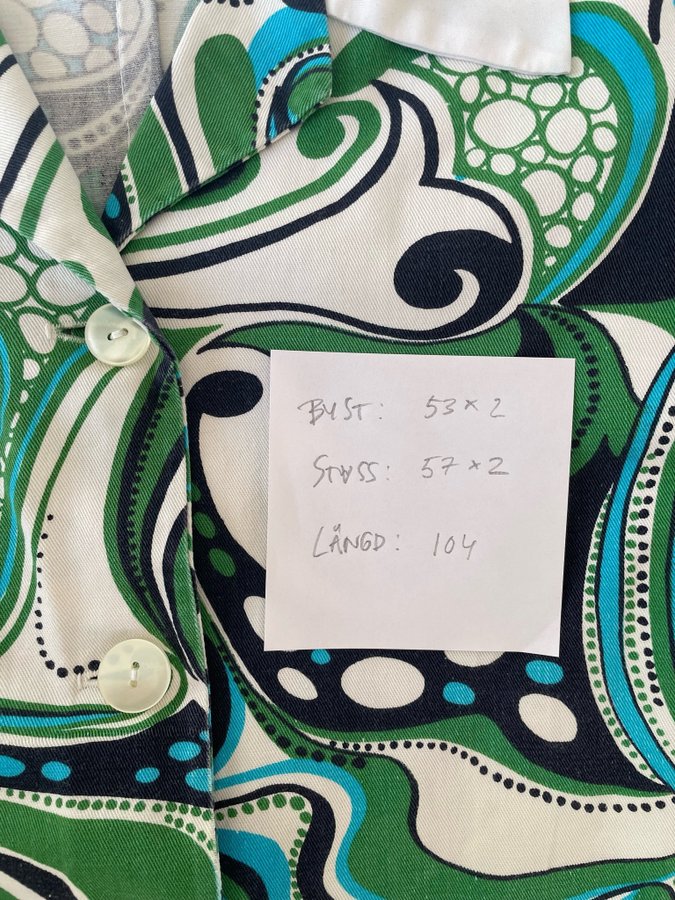 BYST: 53 × 2
STUSS: 57 × 2
LÄNGD: 104